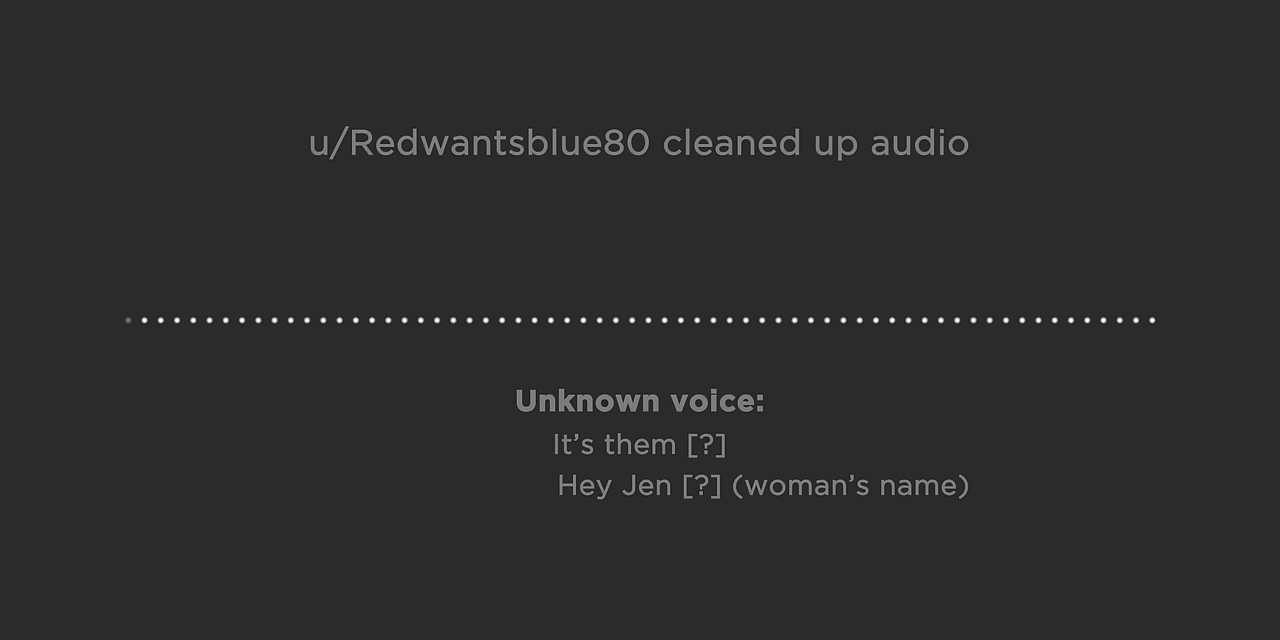 u/Redwantsblue80 cleaned up audio
Unknown voice:
It’s them [?]
Hey Jen [?] (woman’s name)